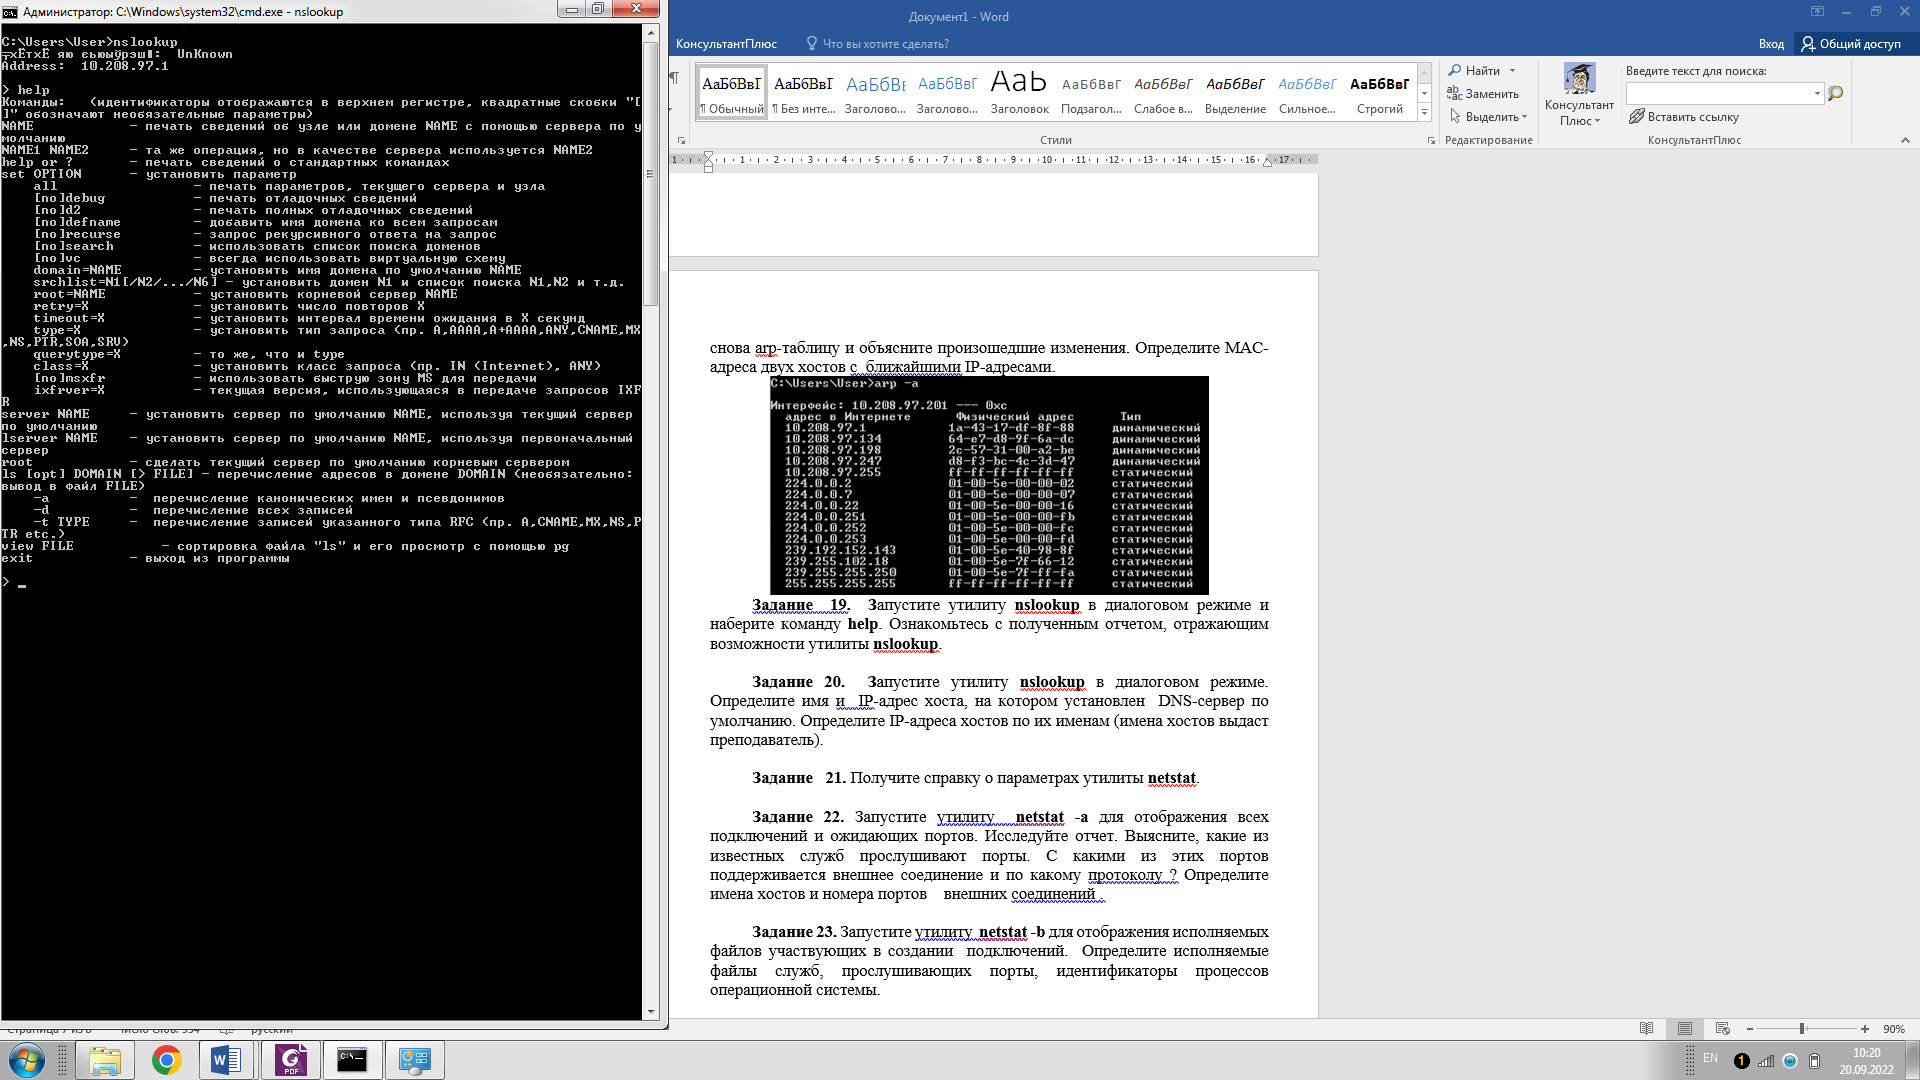 Администратор: C:\Windows\system32\cmd.exe - nslookup
C:\Users\User>nslookup
UnKnown
Address: 10.208.97.1
> help
Команды: (идентификаторы отображаются в верхнем регистре, квадратные скобки "[
]" обозначают необязательные параметры)
NAME - печать сведений об узле или домене NAME с помощью сервера по у
молчанию
NAME1 NAME2 - та же операция, но в качестве сервера используется NAME2
help or ? - печать сведений о стандартных командах
set OPTION - установить параметр
all - печать параметров, текущего сервера и узла
[no]debug - печать отладочных сведений
[no]d2 - печать полных отладочных сведений
[no]defname - добавить имя домена ко всем запросам
[no]recurse - запрос рекурсивного ответа на запрос
[no]search - использовать список поиска доменов
[no]vc - всегда использовать виртуальную схему
domain=NAME - установить имя домена по умолчанию NAME
srchlist=N1[/N2/.../N6] - установить домен N1 и список поиска N1,N2 и т.д.
root=NAME - установить корневой сервер NAME
retry=X - установить число повторов X
timeout=X - установить интервал времени ожидания в X секунд
type=X - установить тип запроса (пр. A,AAAA,A+AAAA,ANY,CNAME,MX
,NS,PTR,SOA,SRV)
querytype=X - то же, что и type
class=X - установить класс запроса (пр. IN (Internet), ANY)
[no]msxfr - использовать быструю зону MS для передачи
ixfrver=X - текущая версия, использующаяся в передаче запросов IXF
R
server NAME - установить сервер по умолчанию NAME, используя текущий сервер
по умолчанию
lserver NAME - установить сервер по умолчанию NAME, используя первоначальный
сервер
root - сделать текущий сервер по умолчанию корневым сервером
ls [opt] DOMAIN [> FILE] - перечисление адресов в домене DOMAIN (необязательно:
вывод в файл FILE)
-a - перечисление канонических имен и псевдонимов
-d - перечисление всех записей
-t TYPE - перечисление записей указанного типа RFC (пр. A,CNAME,MX,NS,P
TR etc.)
view FILE - сортировка файла "ls" и его просмотр с помощью pg
exit - выход из программы
> _
Документ1 - Word
КонсультантПлюс Что вы хотите сделать? Вход Общий доступ
АаБбВвГ АаБбВвГ АаБбВв АаБбВвГ АаЬ АаБбВвГ АаБбВвГ АаБбВвГ АаБбВвГ АаБбВвГ
¶ Обычный ¶ Без инте... Заголово... Заголово... Заголовок Подзагол... Слабое в... Выделение Сильное... Строгий
Стили
Найти
Заменить
Выделить
Редактирование
Консультант
Плюс
Введите текст для поиска:
Вставить ссылку
КонсультантПлюс
1 1 2 3 4 5 6 7 8 9 10 11 12 13 14 15 16 17
снова arp-таблицу и объясните произошедшие изменения. Определите MAC-
адреса двух хостов с ближайшими IP-адресами.
C:\Users\User>arp -a
Интерфейс: 10.208.97.201 --- 0xc
адрес в Интернете Физический адрес Тип
10.208.97.1 1a-43-17-df-8f-88 динамический
10.208.97.134 64-e7-d8-9f-6a-dc динамический
10.208.97.198 2c-57-31-00-a2-be динамический
10.208.97.247 d8-f3-bc-4c-3d-47 динамический
10.208.97.255 ff-ff-ff-ff-ff-ff статический
224.0.0.2 01-00-5e-00-00-02 статический
224.0.0.7 01-00-5e-00-00-07 статический
224.0.0.22 01-00-5e-00-00-16 статический
224.0.0.251 01-00-5e-00-00-fb статический
224.0.0.252 01-00-5e-00-00-fc статический
224.0.0.253 01-00-5e-00-00-fd статический
239.192.152.143 01-00-5e-40-98-8f статический
239.255.102.18 01-00-5e-7f-66-12 статический
239.255.255.250 01-00-5e-7f-ff-fa статический
255.255.255.255 ff-ff-ff-ff-ff-ff статический
Задание 19. Запустите утилиту nslookup в диалоговом режиме и
наберите команду help. Ознакомьтесь с полученным отчетом, отражающим
возможности утилиты nslookup.
Задание 20. Запустите утилиту nslookup в диалоговом режиме.
Определите имя и IP-адрес хоста, на котором установлен DNS-сервер по
умолчанию. Определите IP-адреса хостов по их именам (имена хостов выдаст
преподаватель).
Задание 21. Получите справку о параметрах утилиты netstat.
Задание 22. Запустите утилиту netstat -a для отображения всех
подключений и ожидающих портов. Исследуйте отчет. Выясните, какие из
известных служб прослушивают порты. С какими из этих портов
поддерживается внешнее соединение и по какому протоколу ? Определите
имена хостов и номера портов внешних соединений .
Задание 23. Запустите утилиту netstat -b для отображения исполняемых
файлов участвующих в создании подключений. Определите исполняемые
файлы служб, прослушивающих порты, идентификаторы процессов
операционной системы.
90%
PDF
EN
10:20
20.09.2022